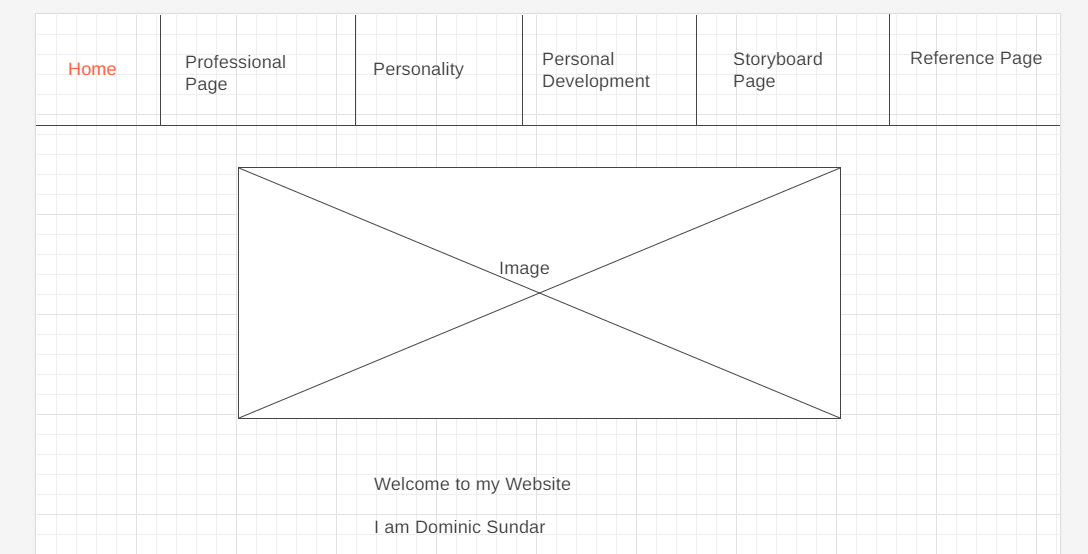 Home
Professional
Page
Personality
Personal
Development
Storyboard
Page
Reference Page
Image
Welcome to my Website
I am Dominic Sundar